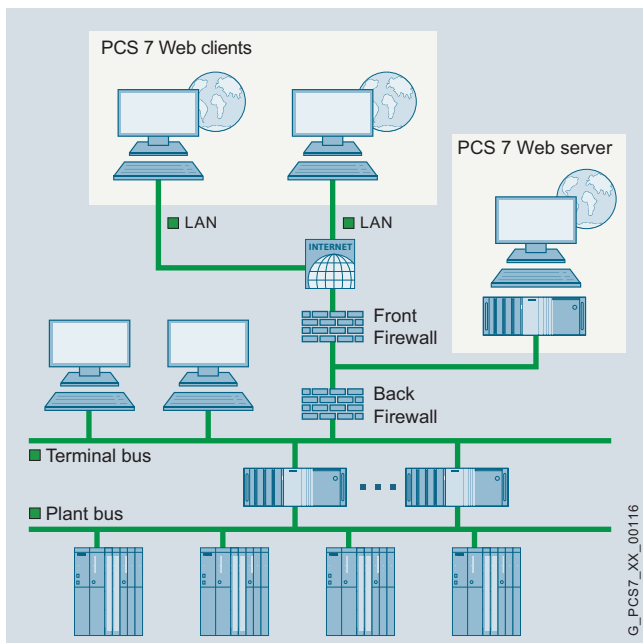 PCS 7 Web clients
PCS 7 Web server
LAN
LAN
INTERNET
Front
Firewall
Back
Firewall
Terminal bus
Plant bus
G_PCS7_XX_00116